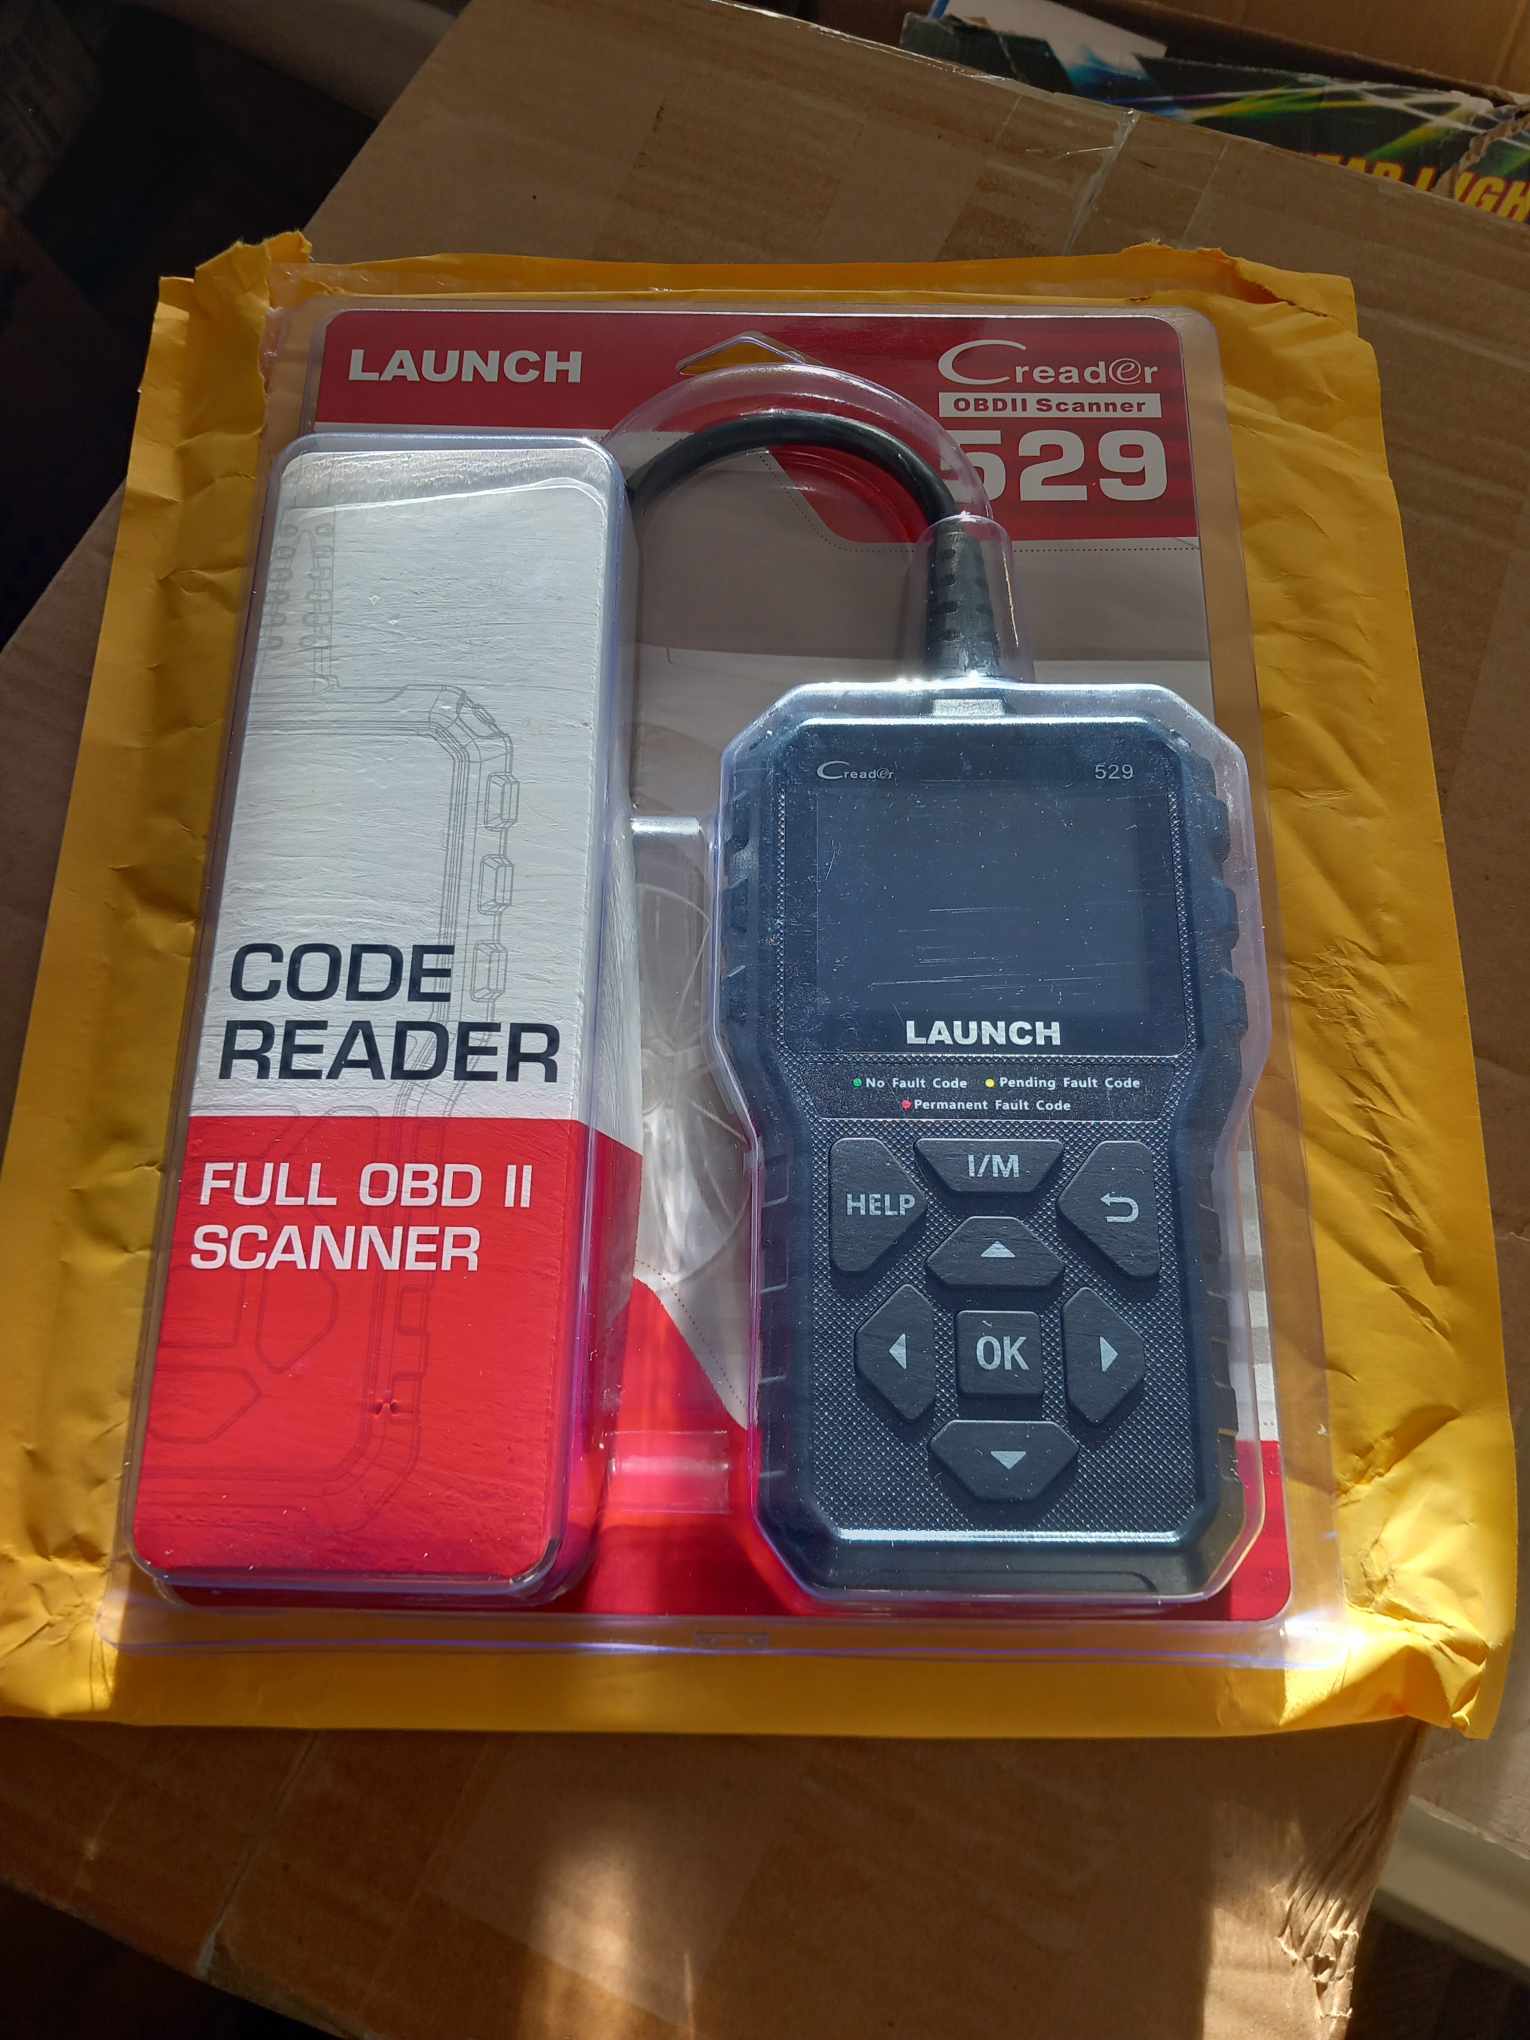 LAUNCH
Creader
OBDII Scanner
529
CODE
READER
FULL OBD II
SCANNER
Creader 529
LAUNCH
No Fault Code Pending Fault Code
Permanent Fault Code
I/M
HELP
OK